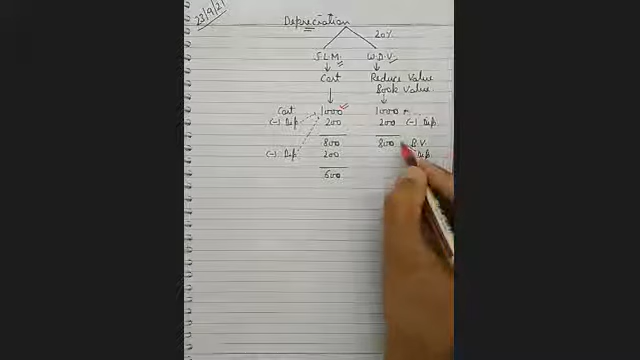 23/9/21
Depreciation
20%
S.L.M. W.D.V.
Cost Reduce Value
Book Value
Cost 1000 1000
(-) Dep 200 200 (-) Dep
800 800 B.V.
(-) Dep 200 Dep
600